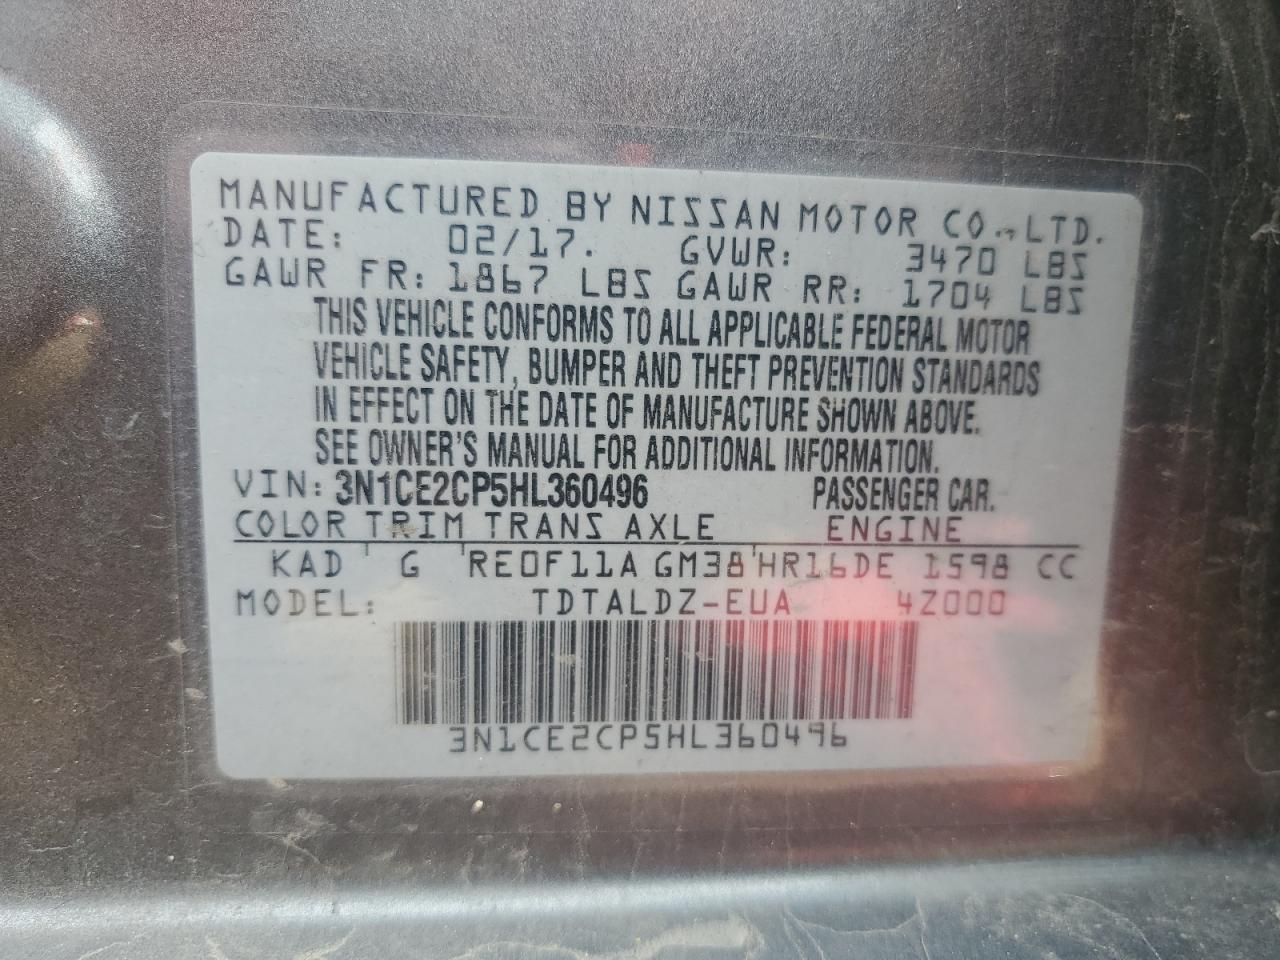 MANUFACTURED BY NISSAN MOTOR CO., LTD.
DATE: 02/17. GVWR: 3470 LBS
GAWR FR: 1867 LBS GAWR RR: 1704 LBS
THIS VEHICLE CONFORMS TO ALL APPLICABLE FEDERAL MOTOR
VEHICLE SAFETY, BUMPER AND THEFT PREVENTION STANDARDS
IN EFFECT ON THE DATE OF MANUFACTURE SHOWN ABOVE.
SEE OWNER'S MANUAL FOR ADDITIONAL INFORMATION.
VIN: 3N1CE2CP5HL360496 PASSENGER CAR.
COLOR TRIM TRANS AXLE ENGINE
KAD ' G 'RE0F11A GM38'HR16DE 1598 CC
MODEL: TDTALDZ-EUA 4Z000
3N1CE2CP5HL360496